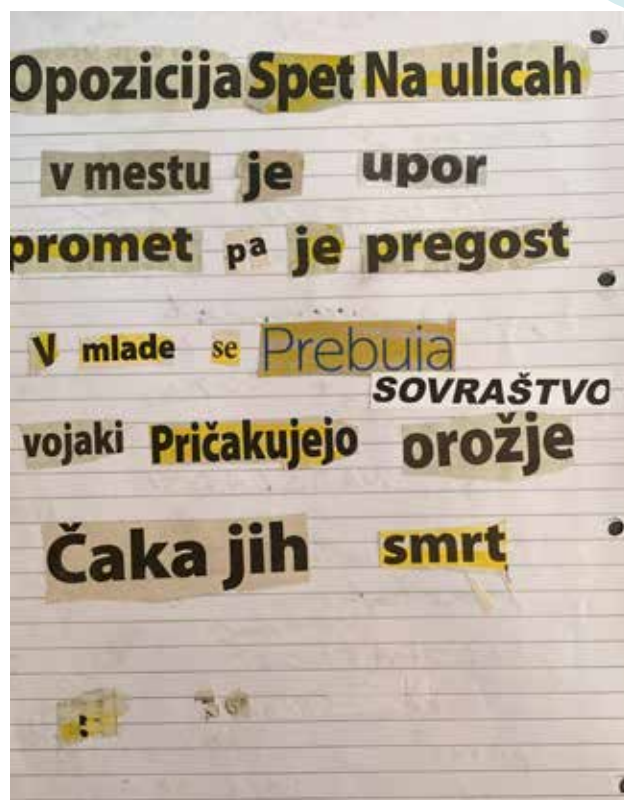 Opozicija Spet Na ulicah
v mestu je upor
promet pa je pregost
V mlade se Prebuja
SOVRAŠTVO
vojaki Pričakujejo orožje
Čaka jih smrt